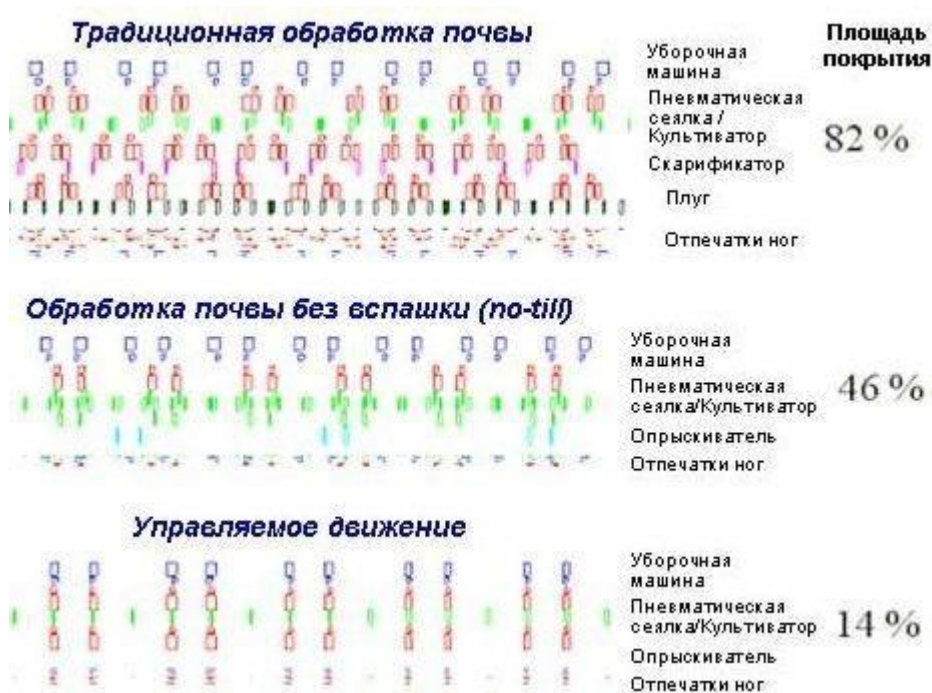 Традиционная обработка почвы
Площадь
покрытия
Уборочная
машина
Пневматическая
сеялка /
Культиватор
82 %
Скарификатор
Плуг
Отпечатки ног
Обработка почвы без вспашки (no-till)
Уборочная
машина
Пневматическая
сеялка/Культиватор
46 %
Опрыскиватель
Отпечатки ног
Управляемое движение
Уборочная
машина
Пневматическая
сеялка/Культиватор
14 %
Опрыскиватель
Отпечатки ног